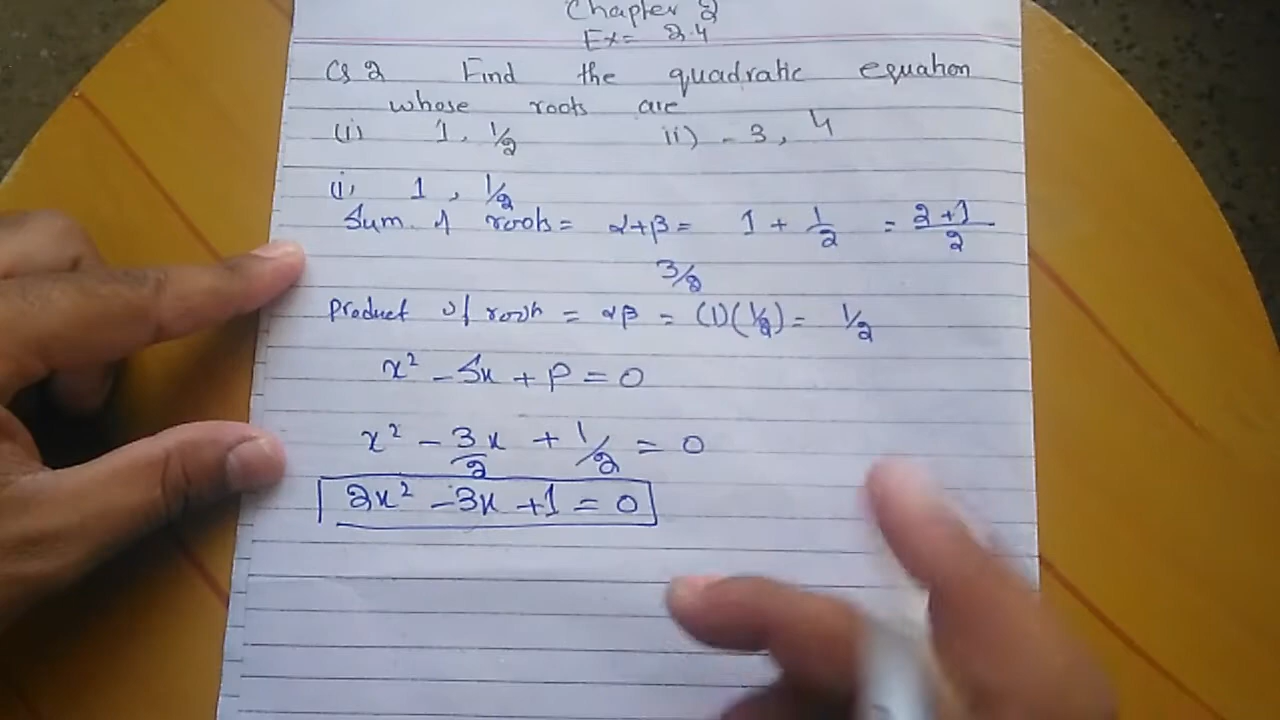 Chapter 2
Ex= 2.4
Q 2 Find the quadratic equation
whose roots are
(i) 1, 1/2 ii) -3, 4
(i, 1, 1/2
Sum of roots = α+β = 1 + 1/2 = 2+1/2
3/2
product of roots = αβ = (1)(1/2) = 1/2
x² - Sx + P = 0
x² - 3x/2 + 1/2 = 0
2x² - 3x + 1 = 0